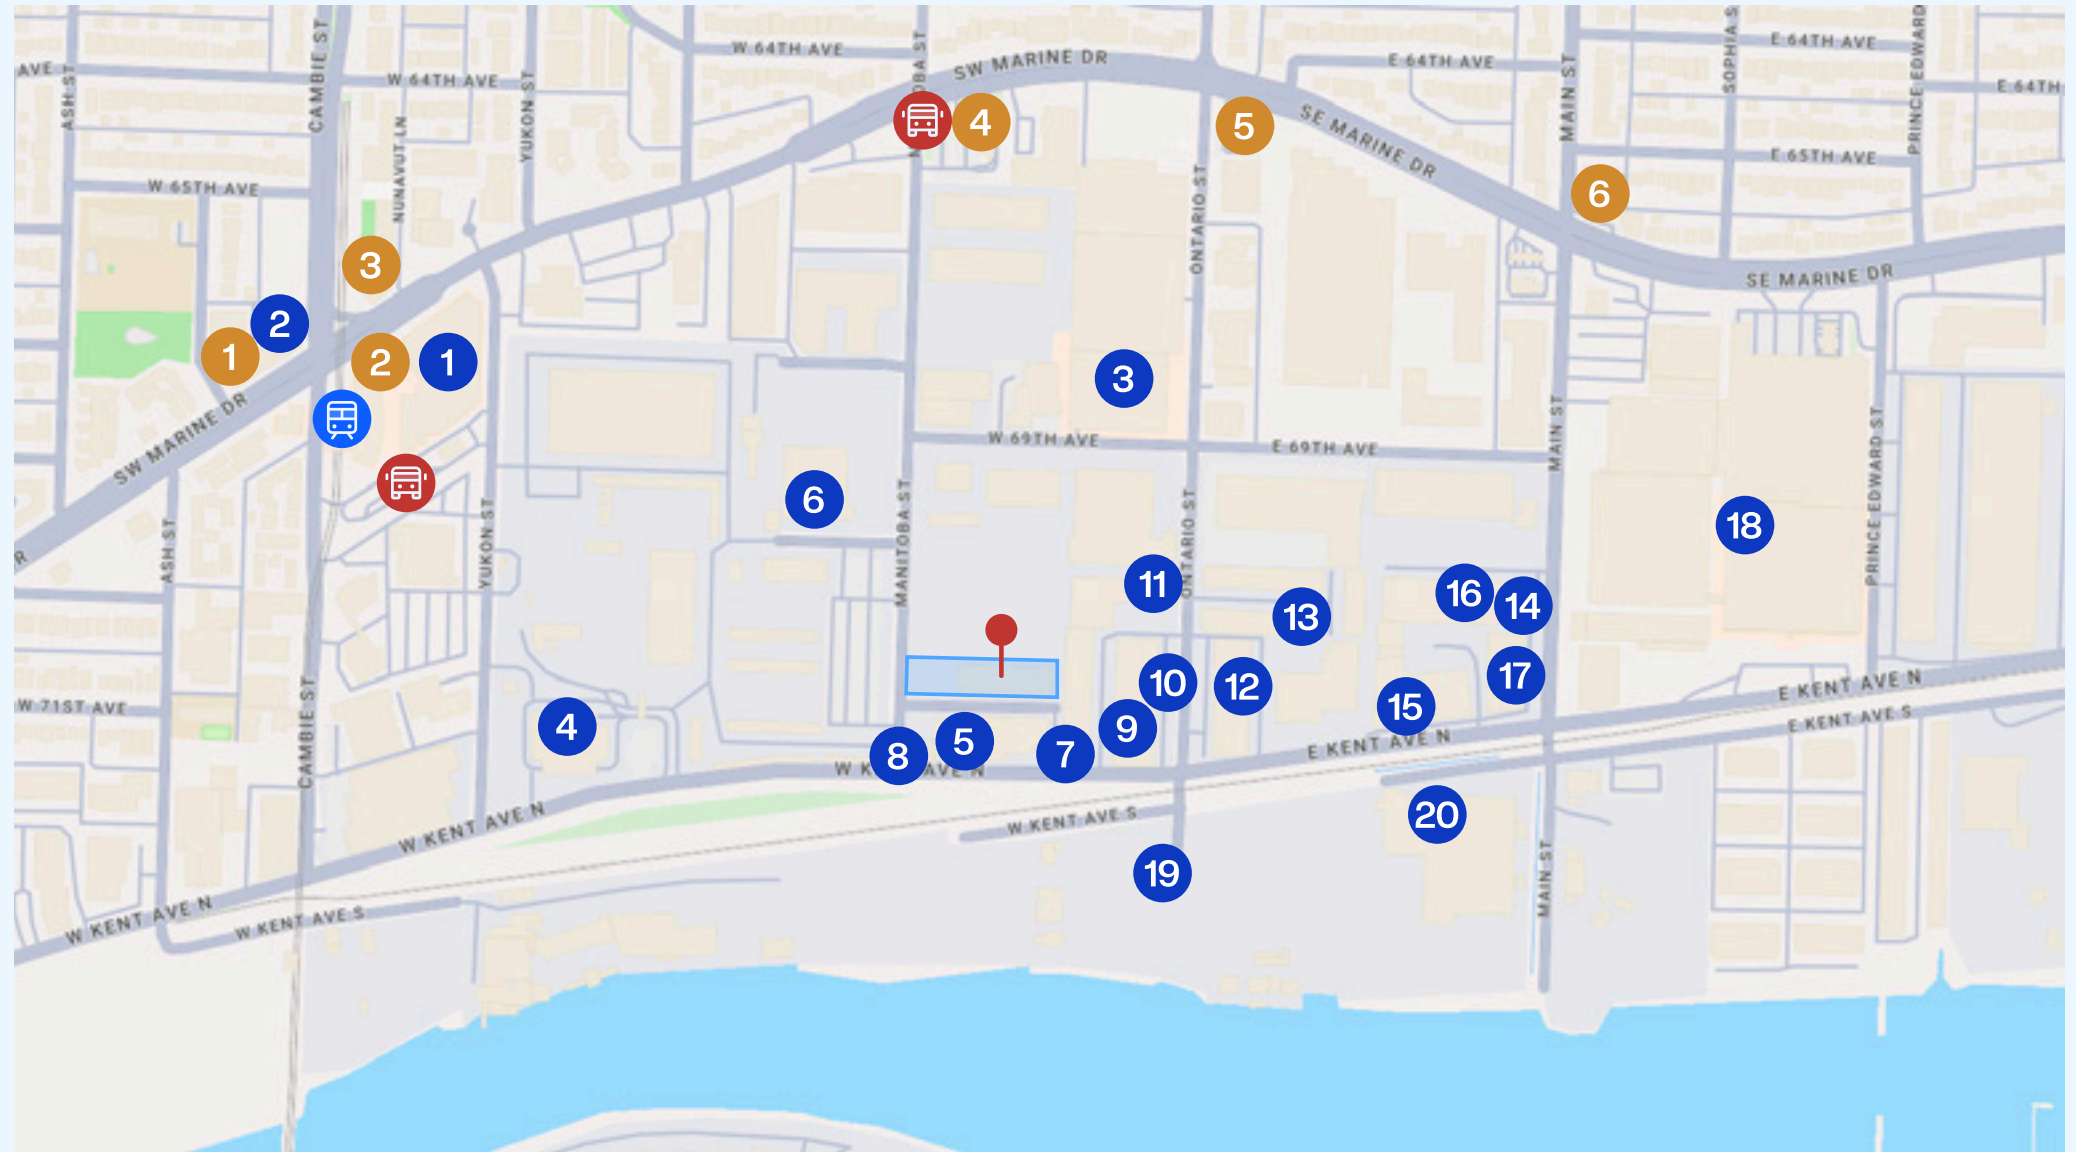 W 64TH AVE
SW MARINE DR
E 64TH AVE
E 64TH AVE
AVE
ASH ST
CAMBIE ST
W 64TH AVE
YUKON ST
NUNAVUT LN
MAIN ST
SOPHIA S
PRINCE EDWARD
E 64TH
4
5
SE MARINE DR
E 65TH AVE
W 65TH AVE
6
ONTARIO ST
3
SE MARINE DR
2
1
2
1
3
SW MARINE DR
W 69TH AVE
E 69TH AVE
MAIN ST
PRINCE EDWARD ST
6
MANITOBA ST
ONTARIO ST
18
ASH ST
YUKON ST
11
16
14
13
17
10
12
E KENT AVE N
W 71ST AVE
CAMBIE ST
4
15
E KENT AVE S
9
5
8
7
E KENT AVE N
AVE N
W KENT AVE N
W KENT AVE S
20
19
MAIN ST
W KENT AVE N
W KENT AVE S